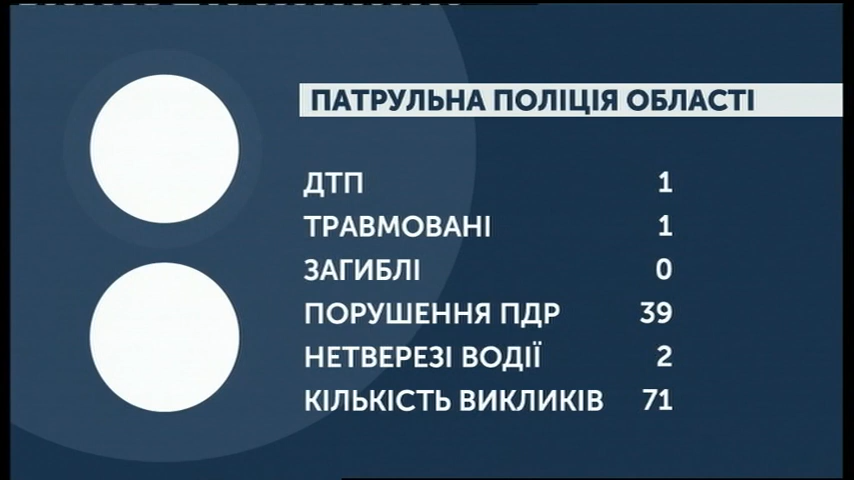 ПАТРУЛЬНА ПОЛІЦІЯ ОБЛАСТІ
ДТП 1
ТРАВМОВАНІ 1
ЗАГИБЛІ 0
ПОРУШЕННЯ ПДР 39
НЕТВЕРЕЗІ ВОДІЇ 2
КІЛЬКІСТЬ ВИКЛИКІВ 71